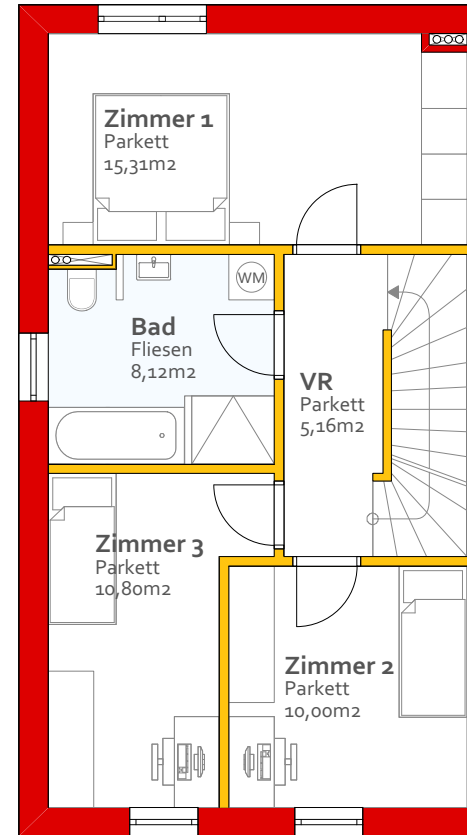 Zimmer 1
Parkett
15,31m2
WM
Bad
Fliesen
8,12m2
VR
Parkett
5,16m2
Zimmer 3
Parkett
10,80m2
Zimmer 2
Parkett
10,00m2